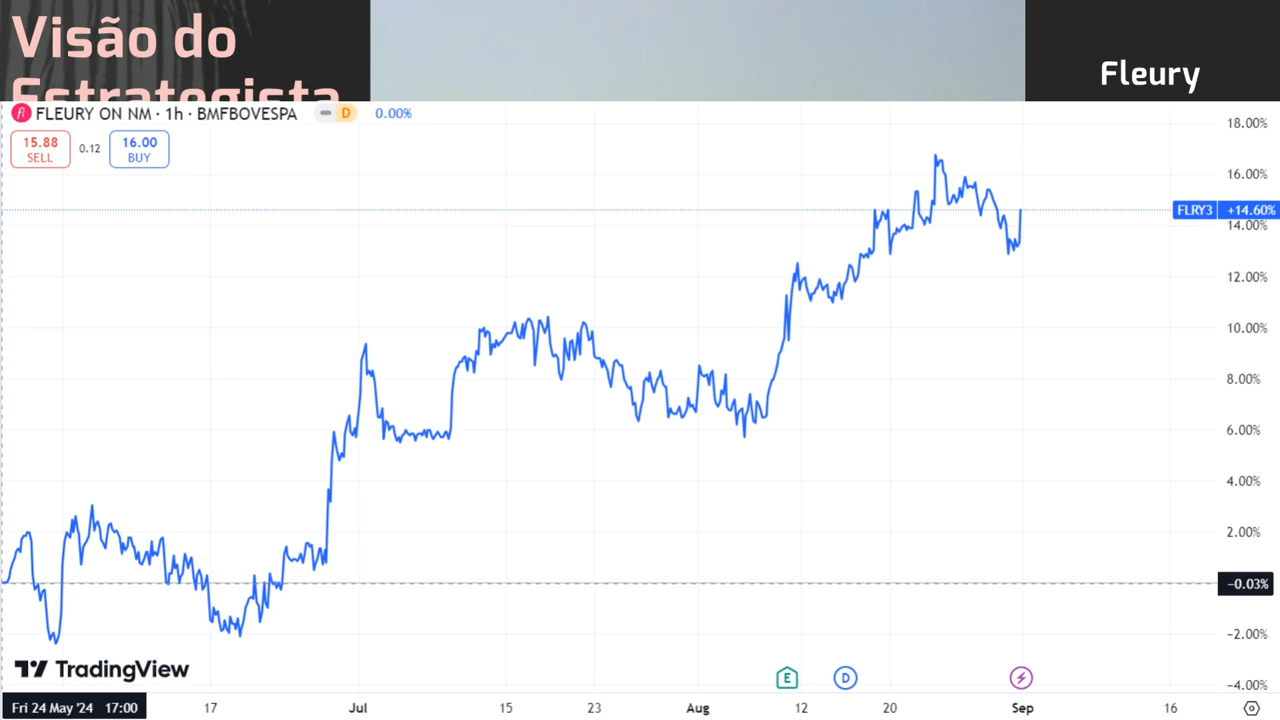 Visão do
Estrategista
Fleury
FLEURY ON NM · 1h · BMFBOVESPA
D
0.00%
15.88
SELL
0.12
16.00
BUY
18.00%
16.00%
FLRY3 +14.60%
14.00%
12.00%
10.00%
8.00%
6.00%
4.00%
2.00%
−0.03%
−2.00%
−4.00%
TradingView
E
D
Fri 24 May '24 17:00
17
Jul
15
23
Aug
12
20
Sep
16